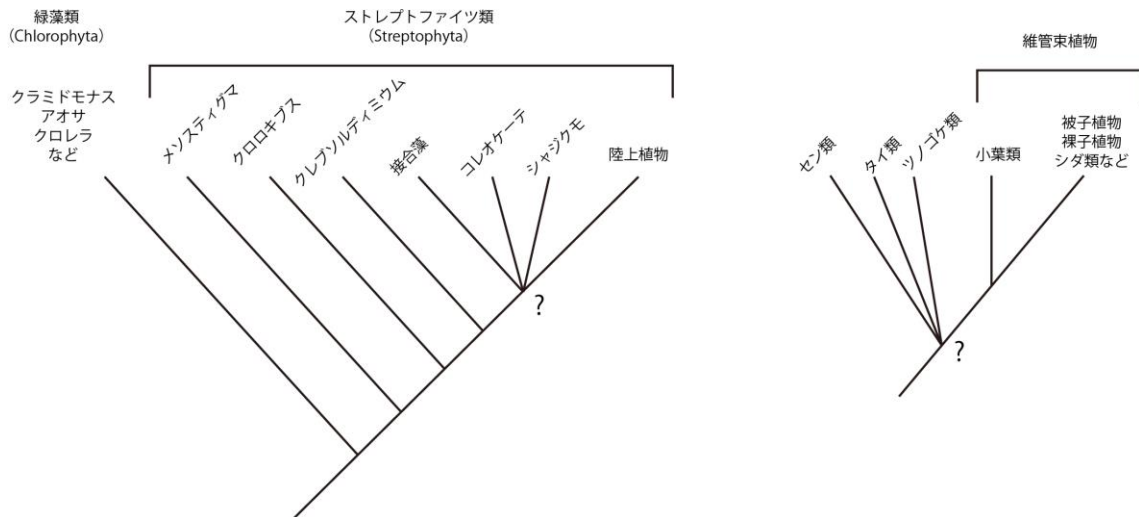 緑藻類
(Chlorophyta)
ストレプトファイツ類
(Streptophyta)
維管束植物
クラミドモナス
アオサ
クロレラ
など
メソスティグマ
クロロキブス
クレブソルディミウム
接合藻
コレオケーテ
シャジクモ
陸上植物
セン類
タイ類
ツノゴケ類
小葉類
被子植物
裸子植物
シダ類など
?
?